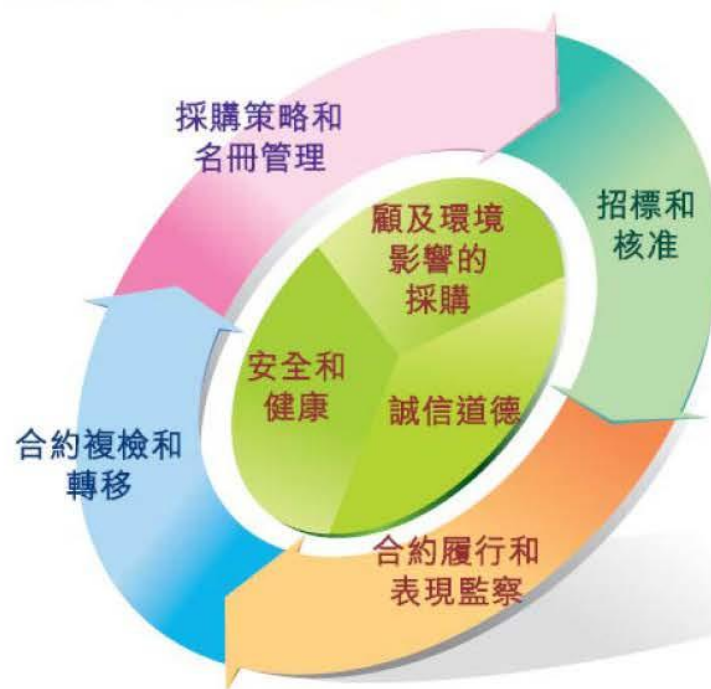 採購策略和
名冊管理
招標和
核准
顧及環境
影響的
採購
安全和
健康
誠信道德
合約複檢和
轉移
合約履行和
表現監察